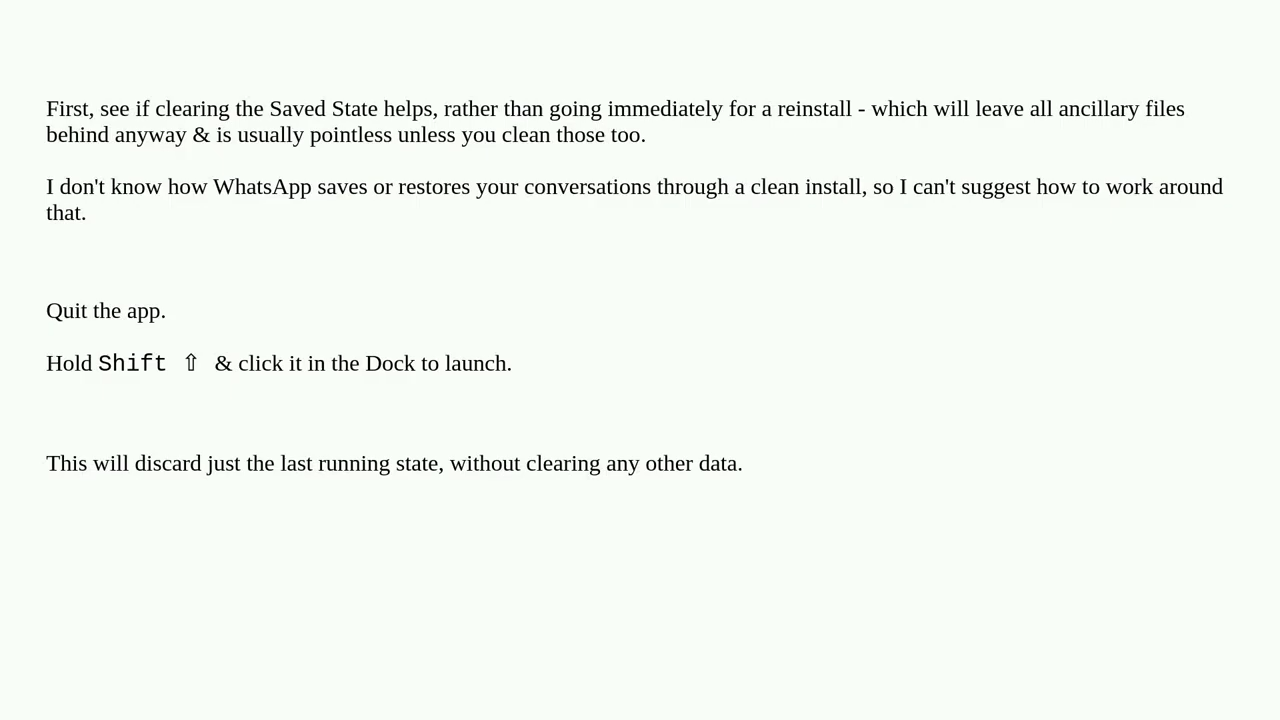 First, see if clearing the Saved State helps, rather than going immediately for a reinstall - which will leave all ancillary files
behind anyway & is usually pointless unless you clean those too.
I don't know how WhatsApp saves or restores your conversations through a clean install, so I can't suggest how to work around
that.
Quit the app.
Hold Shift ⇧ & click it in the Dock to launch.
This will discard just the last running state, without clearing any other data.